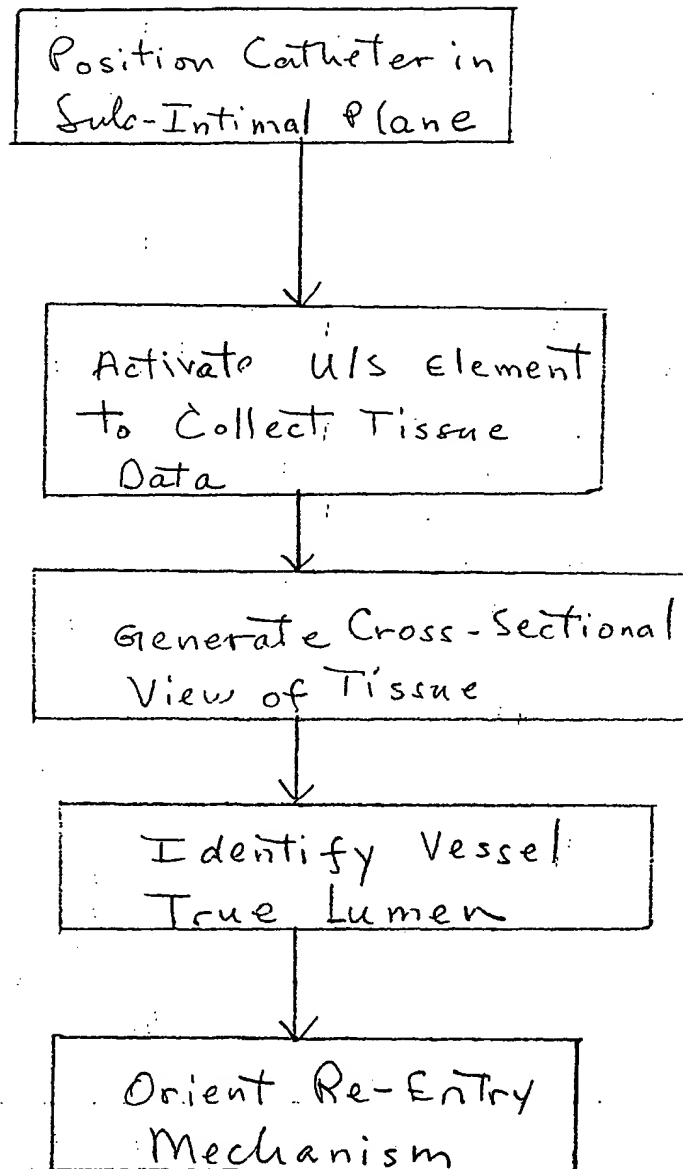 Position Catheter in
Sub-Intimal Plane
Activate U/S Element
to Collect Tissue
Data
Generate Cross-Sectional
View of Tissue
Identify Vessel
True Lumen
Orient Re-Entry
Mechanism